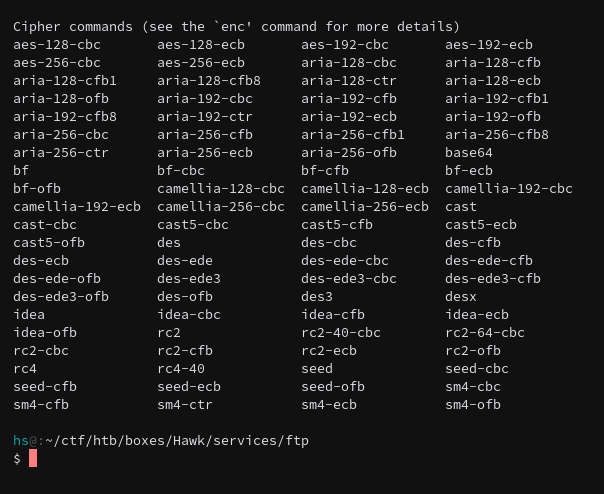 Cipher commands (see the `enc' command for more details)
aes-128-cbc aes-128-ecb aes-192-cbc aes-192-ecb
aes-256-cbc aes-256-ecb aria-128-cbc aria-128-cfb
aria-128-cfb1 aria-128-cfb8 aria-128-ctr aria-128-ecb
aria-128-ofb aria-192-cbc aria-192-cfb aria-192-cfb1
aria-192-cfb8 aria-192-ctr aria-192-ecb aria-192-ofb
aria-256-cbc aria-256-cfb aria-256-cfb1 aria-256-cfb8
aria-256-ctr aria-256-ecb aria-256-ofb base64
bf bf-cbc bf-cfb bf-ecb
bf-ofb camellia-128-cbc camellia-128-ecb camellia-192-cbc
camellia-192-ecb camellia-256-cbc camellia-256-ecb cast
cast-cbc cast5-cbc cast5-cfb cast5-ecb
cast5-ofb des des-cbc des-cfb
des-ecb des-ede des-ede-cbc des-ede-cfb
des-ede-ofb des-ede3 des-ede3-cbc des-ede3-cfb
des-ede3-ofb des-ofb des3 desx
idea idea-cbc idea-cfb idea-ecb
idea-ofb rc2 rc2-40-cbc rc2-64-cbc
rc2-cbc rc2-cfb rc2-ecb rc2-ofb
rc4 rc4-40 seed seed-cbc
seed-cfb seed-ecb seed-ofb sm4-cbc
sm4-cfb sm4-ctr sm4-ecb sm4-ofb
hs@:~/ctf/htb/boxes/Hawk/services/ftp
$